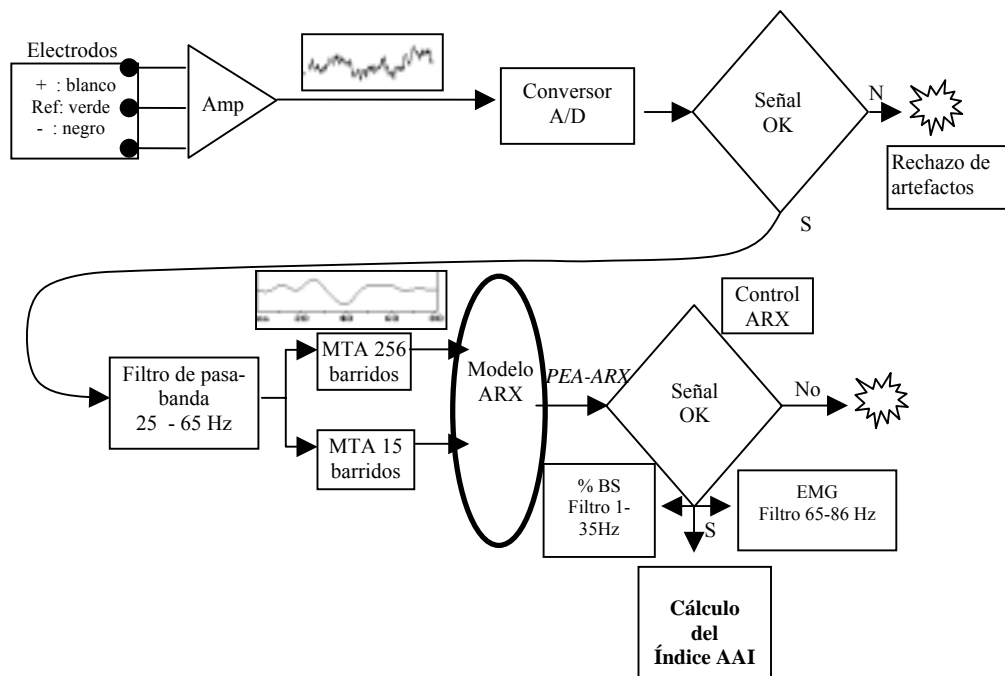 Electrodos
+ : blanco
Ref: verde
- : negro
Amp
Conversor
A/D
Señal
OK
N
Rechazo de
artefactos
S
Control
ARX
MTA 256
barridos
Filtro de pasa-
banda
25 - 65 Hz
MTA 15
barridos
Modelo
ARX
PEA-ARX
Señal
OK
No
% BS
Filtro 1-
35Hz
S
EMG
Filtro 65-86 Hz
Cálculo
del
Índice AAI